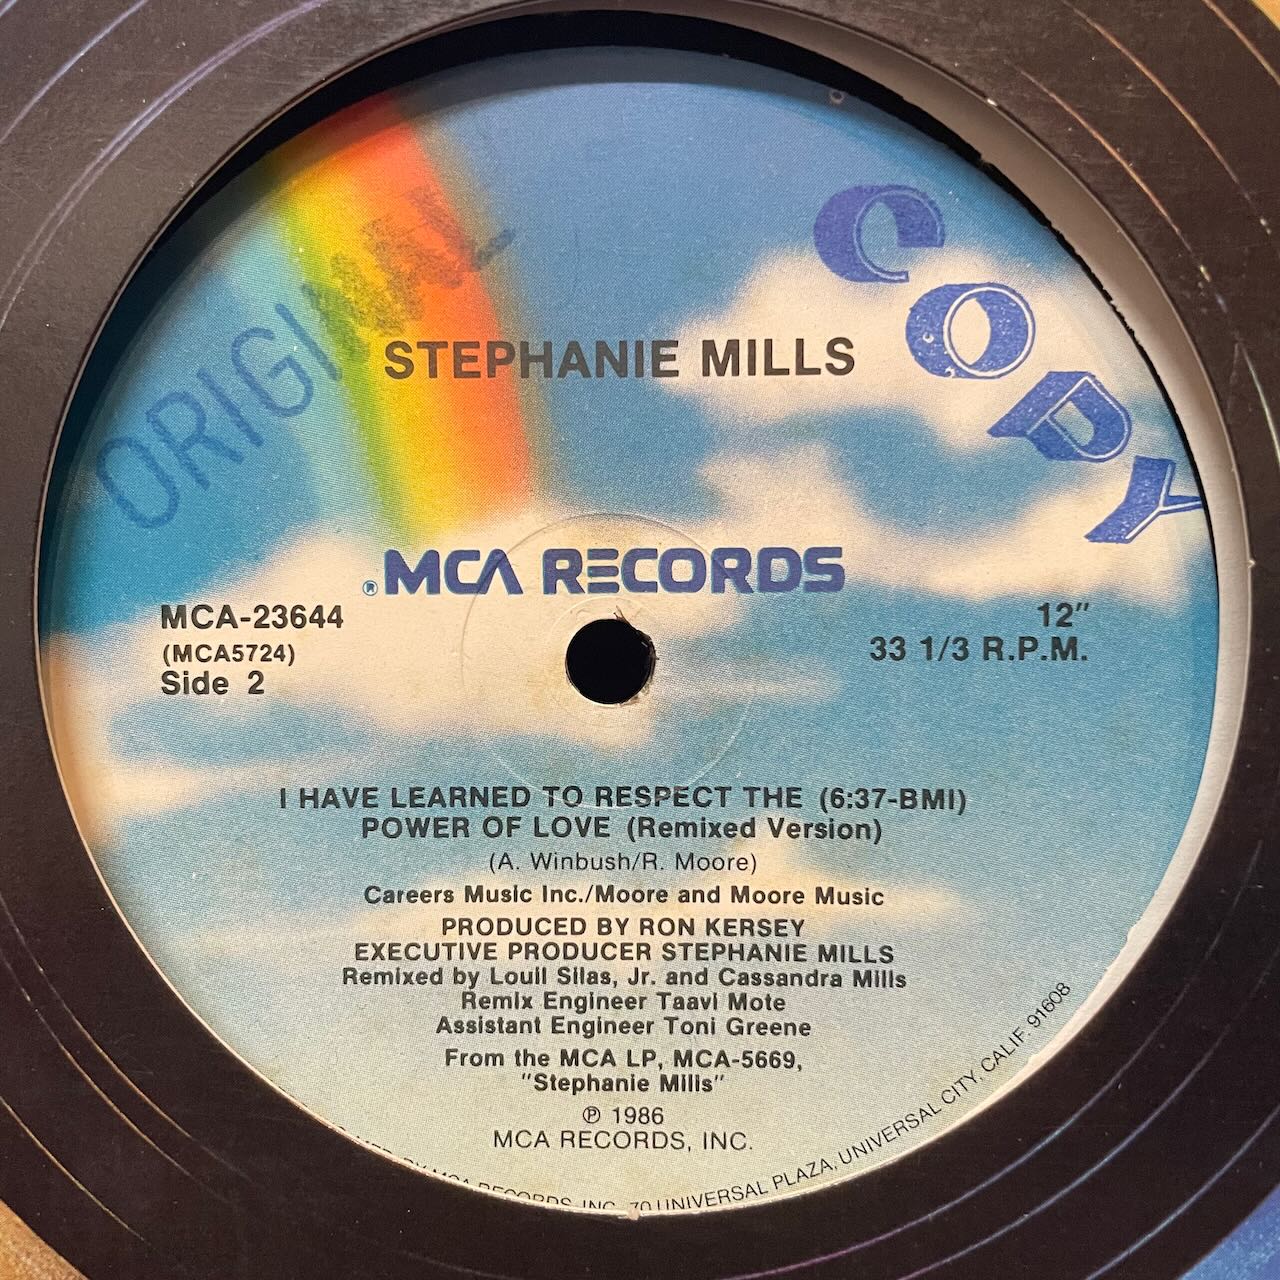 ORIGINAL
COPY
STEPHANIE MILLS
® MCA RECORDS
MCA-23644
(MCA5724)
Side 2
12"
33 1/3 R.P.M.
I HAVE LEARNED TO RESPECT THE (6:37-BMI)
POWER OF LOVE (Remixed Version)
(A. Winbush/R. Moore)
Careers Music Inc./Moore and Moore Music
PRODUCED BY RON KERSEY
EXECUTIVE PRODUCER STEPHANIE MILLS
Remixed by Louil Silas, Jr. and Cassandra Mills
Remix Engineer Taavi Mote
Assistant Engineer Toni Greene
From the MCA LP, MCA-5669,
"Stephanie Mills"
℗ 1986
MCA RECORDS, INC.
BY MCA RECORDS, INC. 70 UNIVERSAL PLAZA, UNIVERSAL CITY, CALIF. 91608